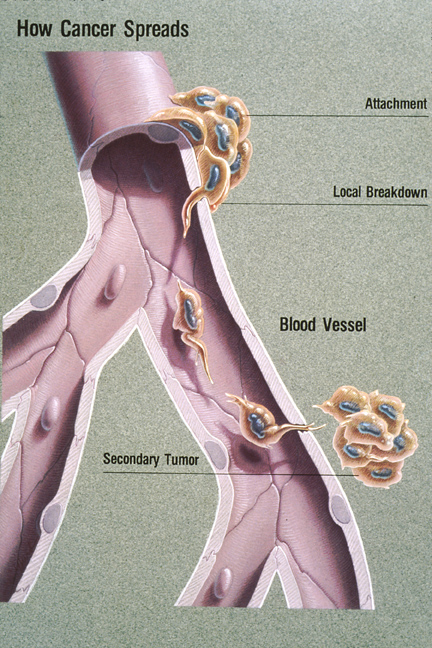 How Cancer Spreads
Attachment
Local Breakdown
Blood Vessel
Secondary Tumor